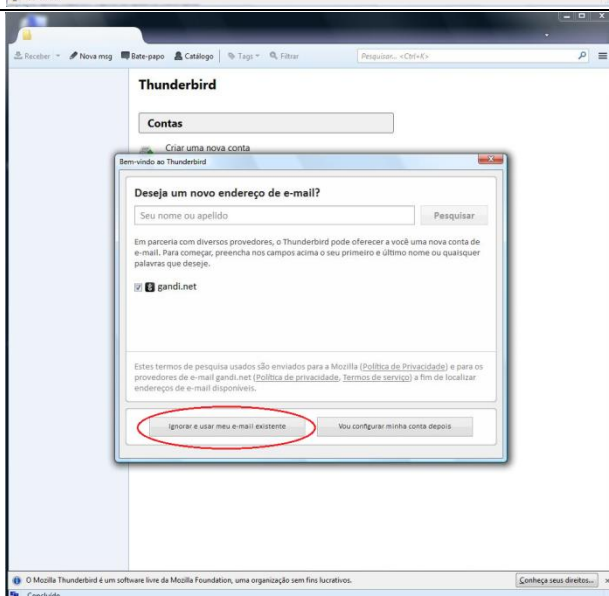 Receber Nova msg Bate-papo Catálogo Tags Filtrar Pesquisar... <Ctrl+K>
Thunderbird
Contas
Criar uma nova conta
Bem-vindo ao Thunderbird
Deseja um novo endereço de e-mail?
Seu nome ou apelido Pesquisar
Em parceria com diversos provedores, o Thunderbird pode oferecer a você uma nova conta de
e-mail. Para começar, preencha nos campos acima o seu primeiro e último nome ou quaisquer
palavras que deseje.
gandi.net
Estes termos de pesquisa usados são enviados para a Mozilla (Política de Privacidade) e para os
provedores de e-mail gandi.net (Política de privacidade, Termos de serviço) a fim de localizar
endereços de e-mail disponíveis.
Ignorar e usar meu e-mail existente Vou configurar minha conta depois
O Mozilla Thunderbird é um software livre da Mozilla Foundation, uma organização sem fins lucrativos. Conheça seus direitos...
Concluído